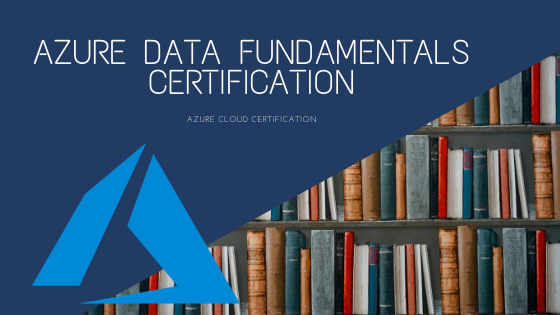 AZURE DATA FUNDAMENTALS
CERTIFICATION
AZURE CLOUD CERTIFICATION